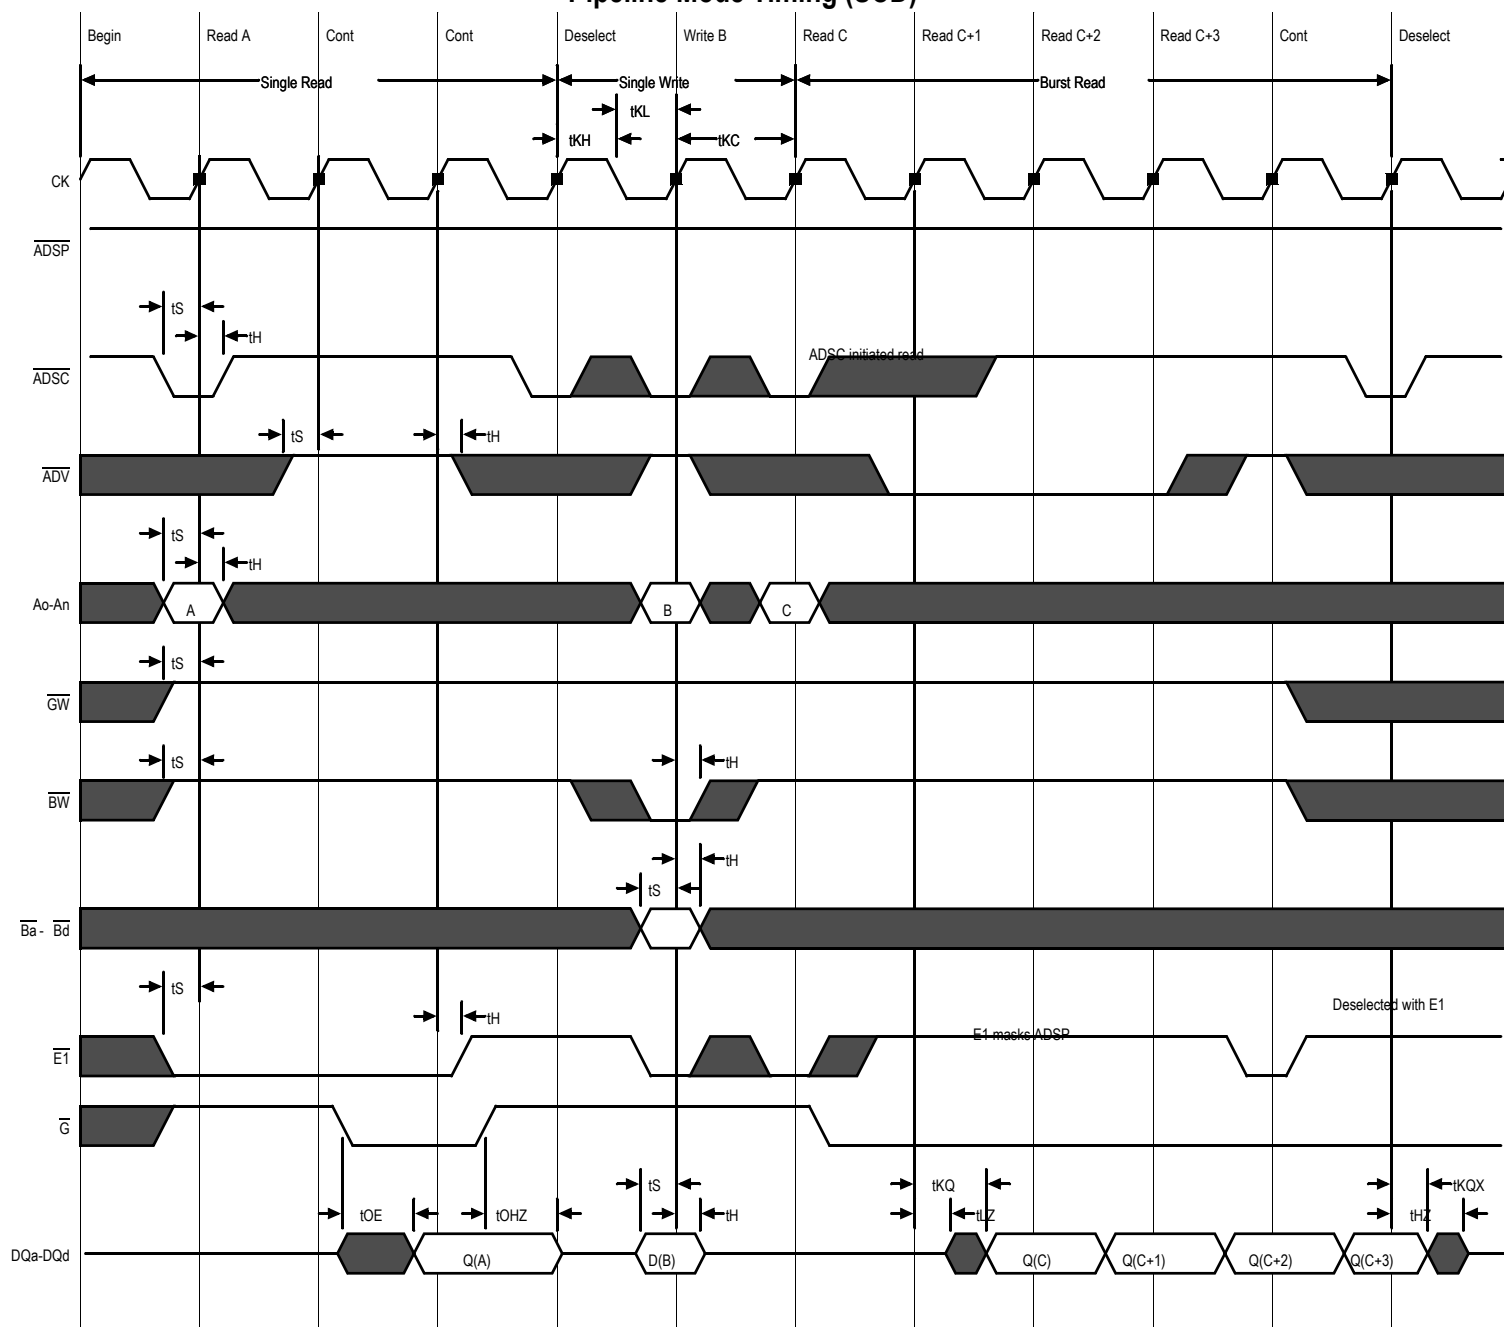 Pipeline Mode Timing (SCD)
Begin Read A Cont Cont Deselect Write B Read C Read C+1 Read C+2 Read C+3 Cont Deselect
Single Read Single Write Burst Read
tKL
tKH tKC
CK
ADSP
tS
tH
ADSC initiated read
ADSC
tS tH
ADV
tS
tH
Ao-An A B C
tS
GW
tS tH
BW
tH
tS
Ba - Bd
tS
Deselected with E1
tH
E1 masks ADSP
E1
G
tS tKQ tKQX
tOE tOHZ tH tLZ tHZ
DQa-DQd Q(A) D(B) Q(C) Q(C+1) Q(C+2) Q(C+3)